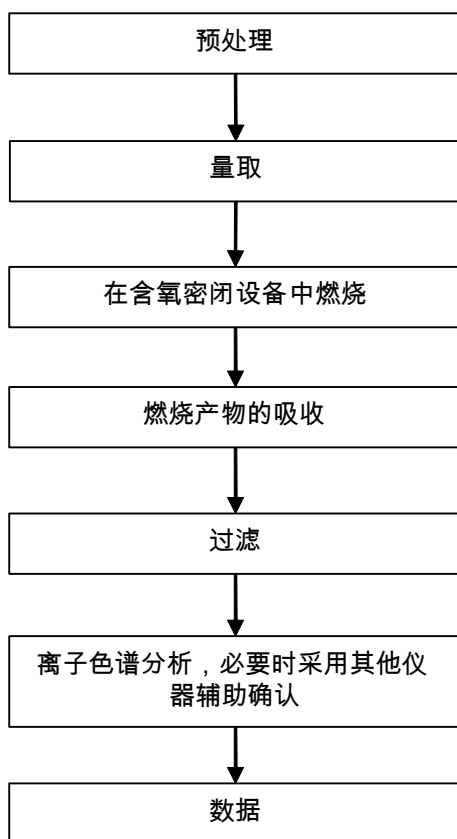 预处理
量取
在含氧密闭设备中燃烧
燃烧产物的吸收
过滤
离子色谱分析，必要时采用其他仪
器辅助确认
数据